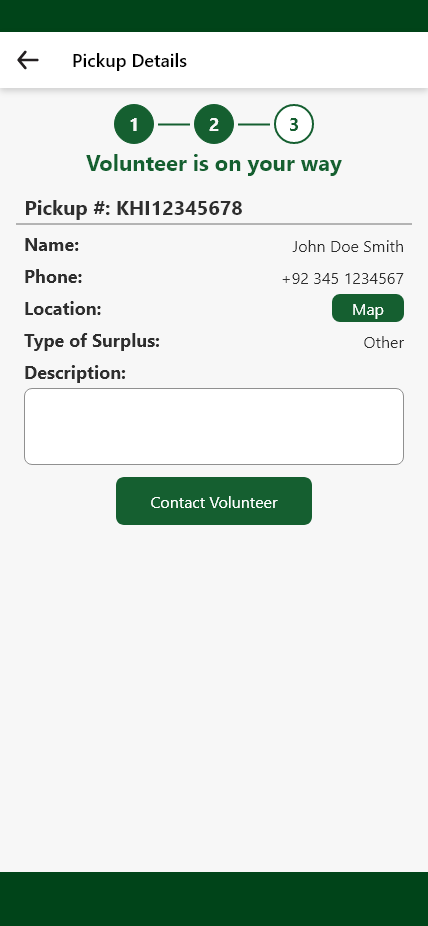 Pickup Details
1 2 3
Volunteer is on your way
Pickup #: KHI12345678
Name: John Doe Smith
Phone: +92 345 1234567
Location: Map
Type of Surplus: Other
Description:
Contact Volunteer